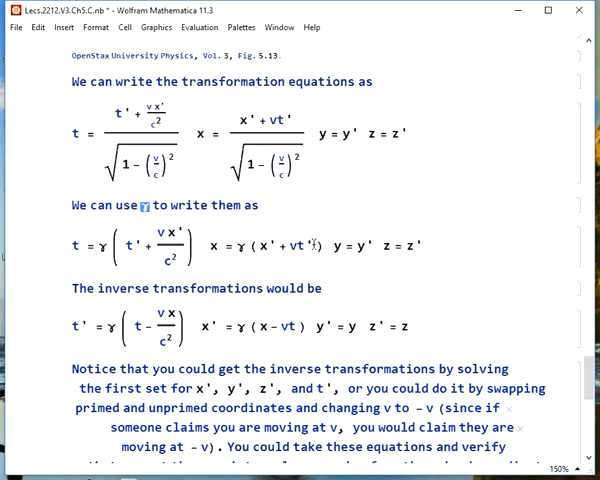 Lecs.2212.V3.Ch5.C.nb * - Wolfram Mathematica 11.3
File Edit Insert Format Cell Graphics Evaluation Palettes Window Help
OpenStax University Physics, Vol. 3, Fig. 5.13.
We can write the transformation equations as
t = (t' + v x'/c²)/√(1 - (v/c)²) x = (x' + vt')/√(1 - (v/c)²) y = y' z = z'
We can use γ to write them as
t = γ (t' + v x'/c²) x = γ (x' + vt') y = y' z = z'
The inverse transformations would be
t' = γ (t - v x/c²) x' = γ (x - vt) y' = y z' = z
Notice that you could get the inverse transformations by solving
the first set for x', y', z', and t', or you could do it by swapping
primed and unprimed coordinates and changing v to - v (since if
someone claims you are moving at v, you would claim they are
moving at - v). You could take these equations and verify
150%